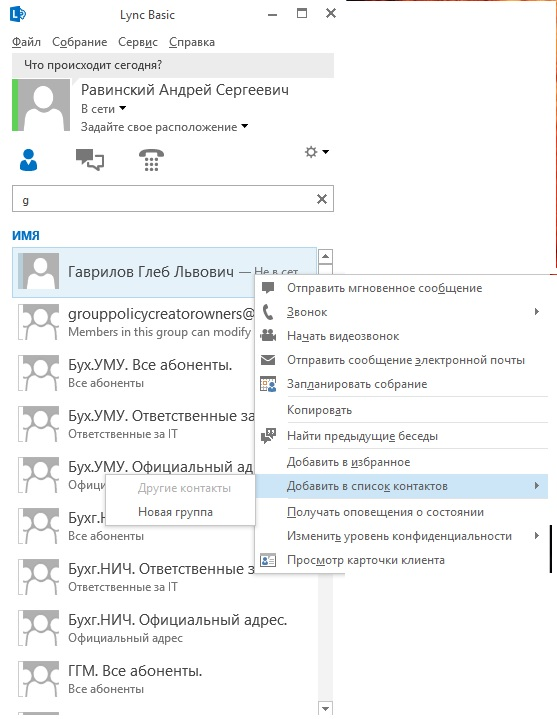 Lync Basic
Файл Собрание Сервис Справка
Что происходит сегодня?
Равинский Андрей Сергеевич
В сети
Задайте свое расположение
g
ИМЯ
Гаврилов Глеб Львович — Не в сет
grouppolicycreatorowners@
Members in this group can modify
Бух.УМУ. Все абоненты.
Все абоненты
Бух.УМУ. Ответственные за
Ответственные за IT
Бух.УМУ. Официальный ад
Офиц
Бухг.Н
Все
Бухг.НИЧ. Ответственные з
Ответственные за IT
Бухг.НИЧ. Официальный адрес.
Официальный адрес
ГГМ. Все абоненты.
Все абоненты
Отправить мгновенное сообщение
Звонок
Начать видеозвонок
Отправить сообщение электронной почты
Запланировать собрание
Копировать
Найти предыдущие беседы
Добавить в избранное
Добавить в список контактов
Получать оповещения о состоянии
Изменить уровень конфиденциальности
Просмотр карточки клиента
Другие контакты
Новая группа